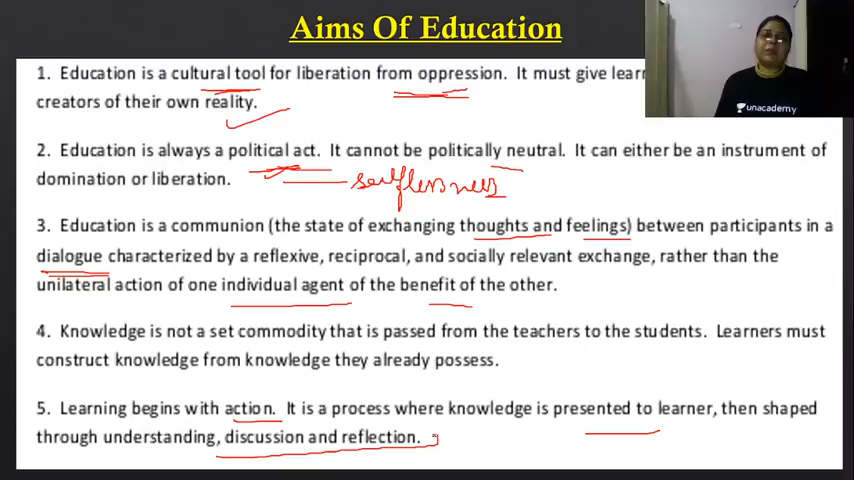 Aims Of Education
1. Education is a cultural tool for liberation from oppression. It must give
creators of their own reality.
unacademy
2. Education is always a political act. It cannot be politically neutral. It can either be an instrument of
domination or liberation.
selflessness
3. Education is a communion (the state of exchanging thoughts and feelings) between participants in a
dialogue characterized by a reflexive, reciprocal, and socially relevant exchange, rather than the
unilateral action of one individual agent of the benefit of the other.
4. Knowledge is not a set commodity that is passed from the teachers to the students. Learners must
construct knowledge from knowledge they already possess.
5. Learning begins with action. It is a process where knowledge is presented to learner, then shaped
through understanding, discussion and reflection.